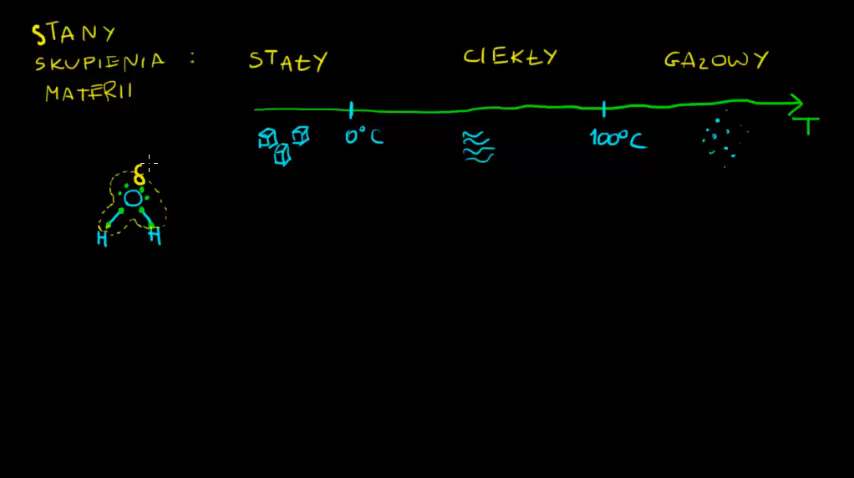 STANY
SKUPIENIA :
MATERII
STAŁY
CIEKŁY
GAZOWY
0°C
100°C
T
δ
O
H H